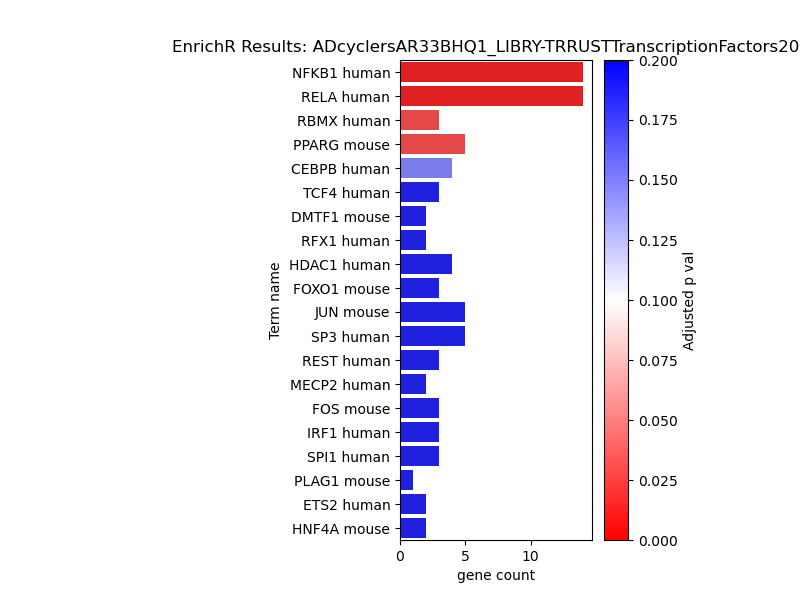 EnrichR Results: ADcyclersAR33BHQ1_LIBRY-TRRUSTTranscriptionFactors20
NFKB1 human
RELA human
RBMX human
PPARG mouse
CEBPB human
TCF4 human
DMTF1 mouse
RFX1 human
HDAC1 human
FOXO1 mouse
JUN mouse
SP3 human
REST human
MECP2 human
FOS mouse
IRF1 human
SPI1 human
PLAG1 mouse
ETS2 human
HNF4A mouse
Term name
0 5 10
gene count
0.200
0.175
0.150
0.125
0.100
0.075
0.050
0.025
0.000
Adjusted p val